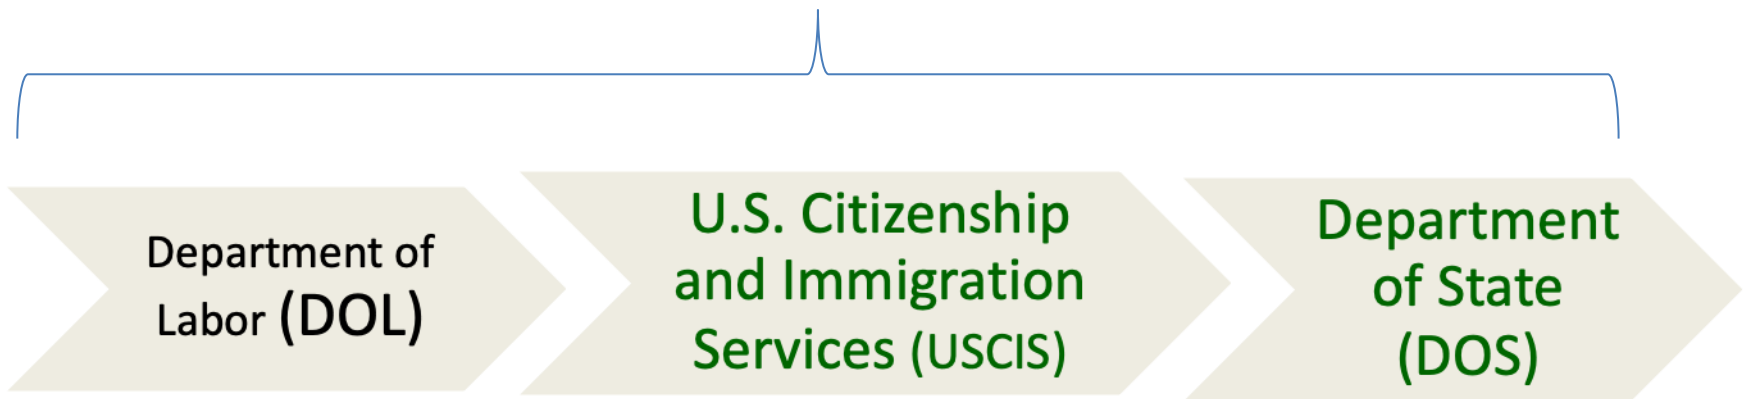 Department of
Labor (DOL)
U.S. Citizenship
and Immigration
Services (USCIS)
Department
of State
(DOS)